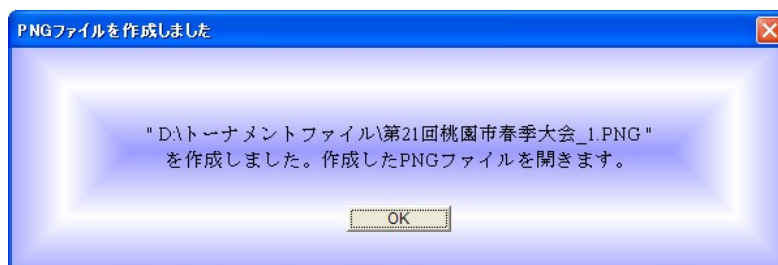 PNGファイルを作成しました
" D:\トーナメントファイル\第21回桃園市春季大会_1.PNG "
を作成しました。作成したPNGファイルを開きます。
OK